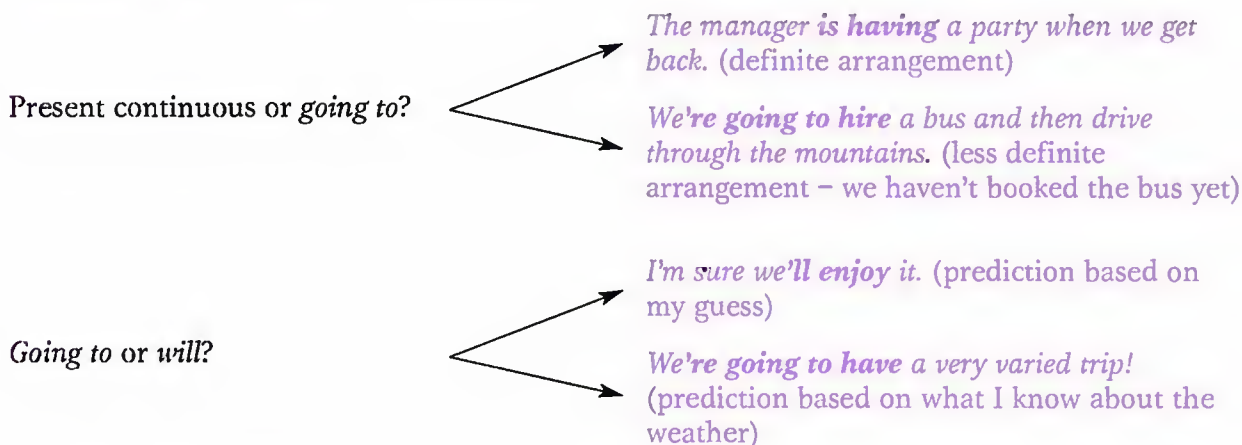 The manager is having a party when we get
back. (definite arrangement)
Present continuous or going to?
We're going to hire a bus and then drive
through the mountains. (less definite
arrangement – we haven't booked the bus yet)
I'm sure we'll enjoy it. (prediction based on
my guess)
Going to or will?
We're going to have a very varied trip!
(prediction based on what I know about the
weather)